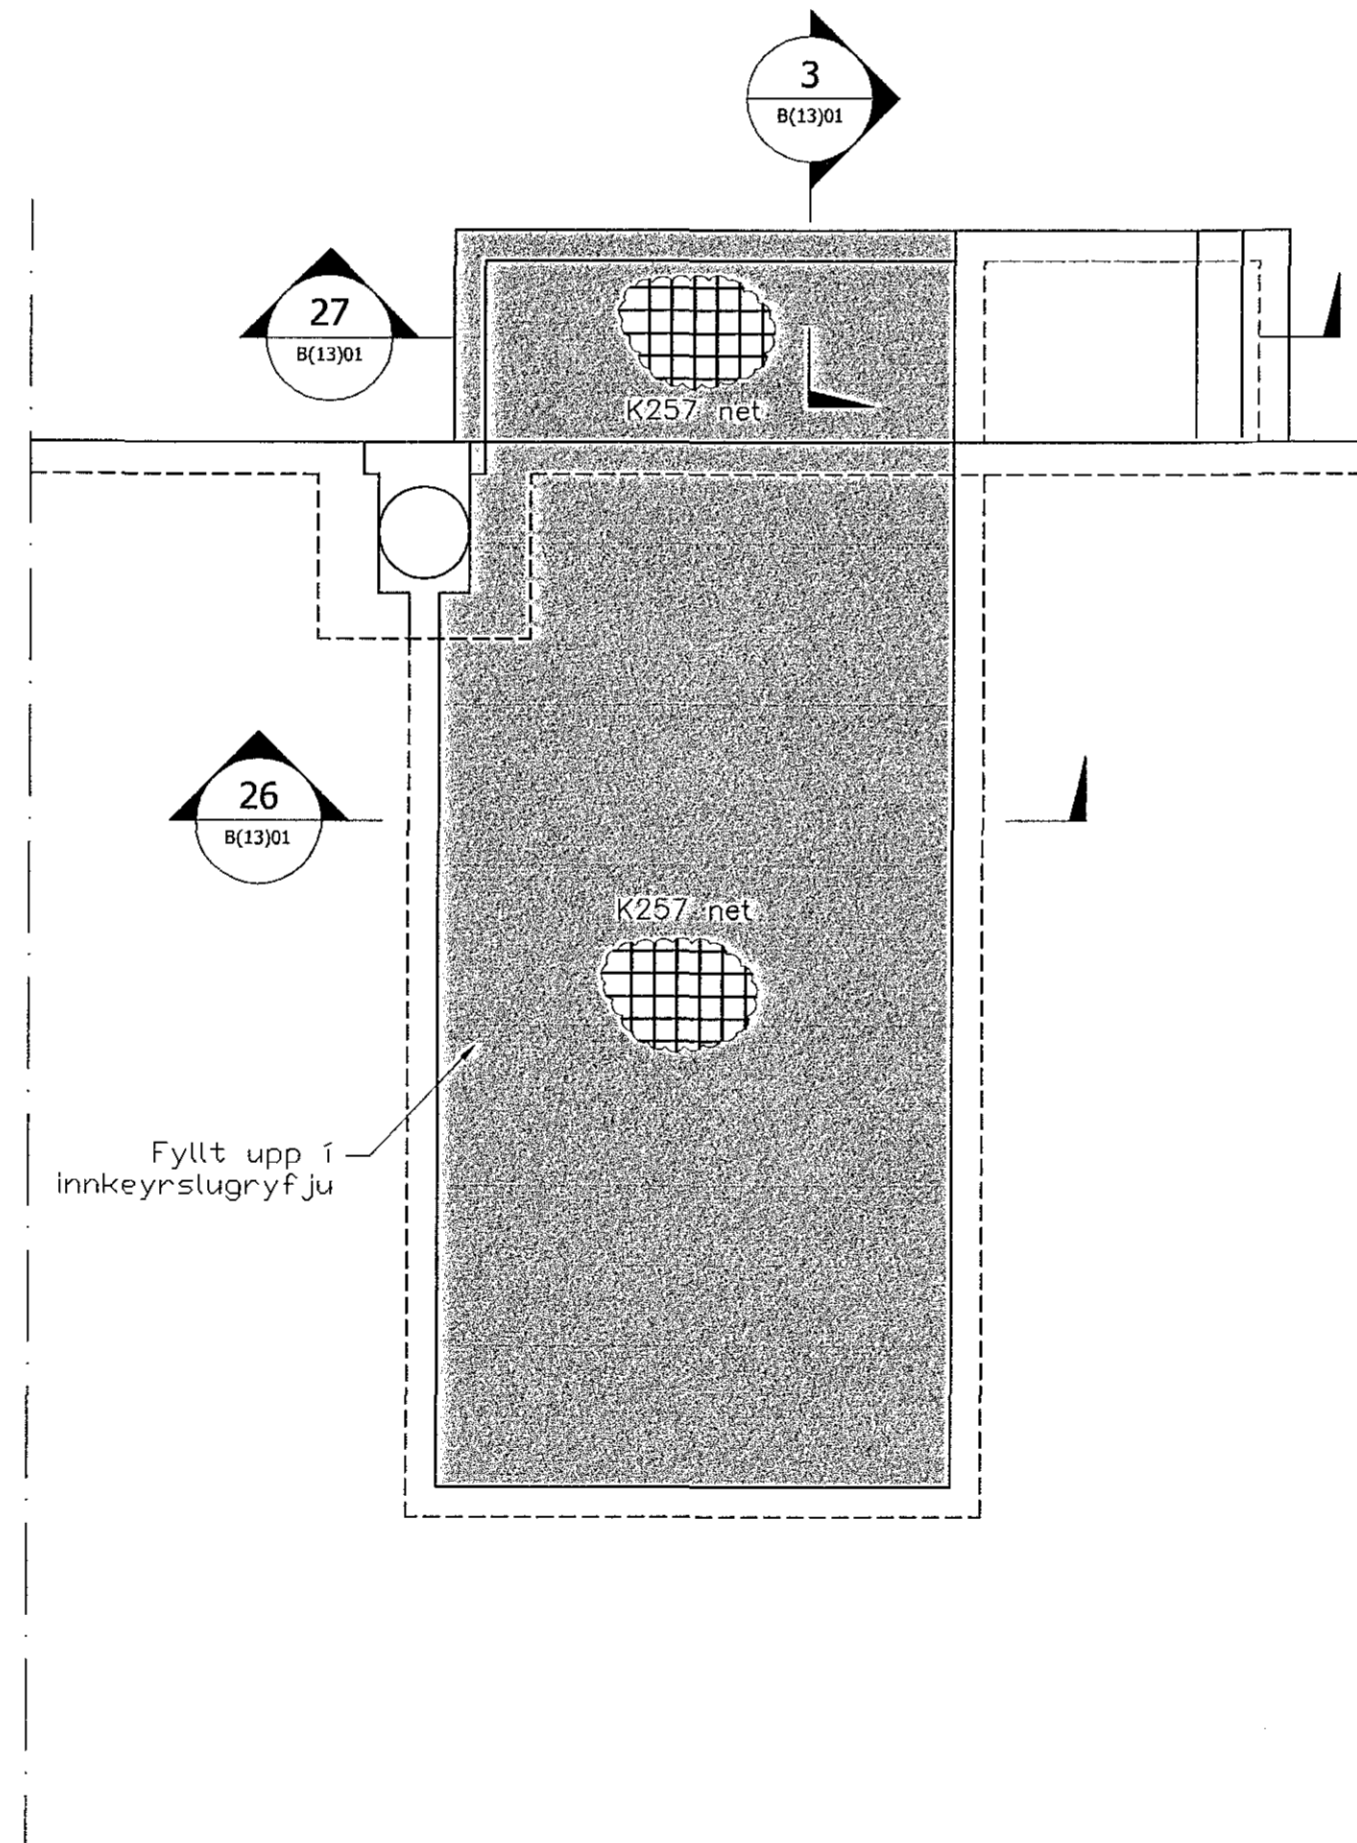 3
B(13)01
27
B(13)01
K257 net
26
B(13)01
K257 net
Fyllt upp í
innkeyrslugryfju